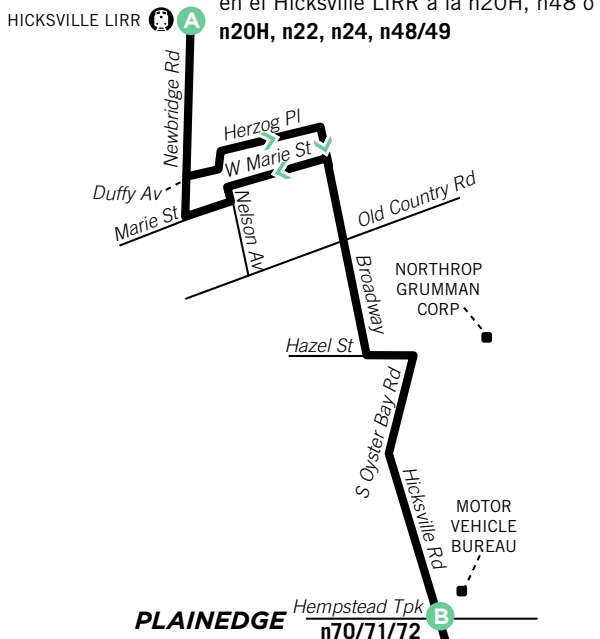 en el Hicksville LIRR a la n20H, n48 o
HICKSVILLE LIRR
A
n20H, n22, n24, n48/49
Newbridge Rd
Herzog Pl
W Marie St
Duffy Av
Marie St
Nelson Av
Old Country Rd
Broadway
NORTHROP
GRUMMAN
CORP
Hazel St
S Oyster Bay Rd
Hicksville Rd
MOTOR
VEHICLE
BUREAU
Hempstead Tpk
B
PLAINEDGE
n70/71/72